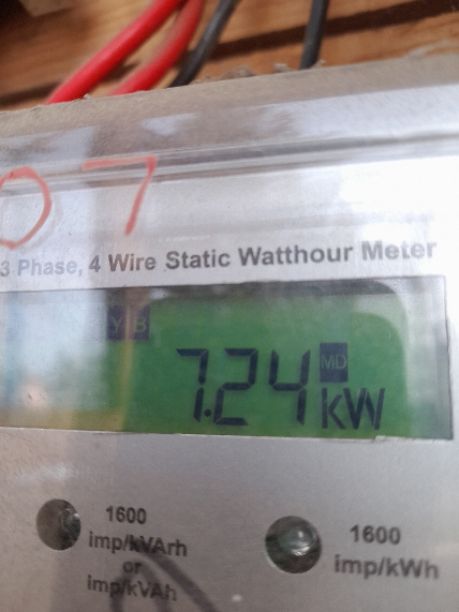 07
3 Phase, 4 Wire Static Watthour Meter
Y B
7.24 MD kW
1600
imp/kVArh
or
imp/kVAh
1600
imp/kWh